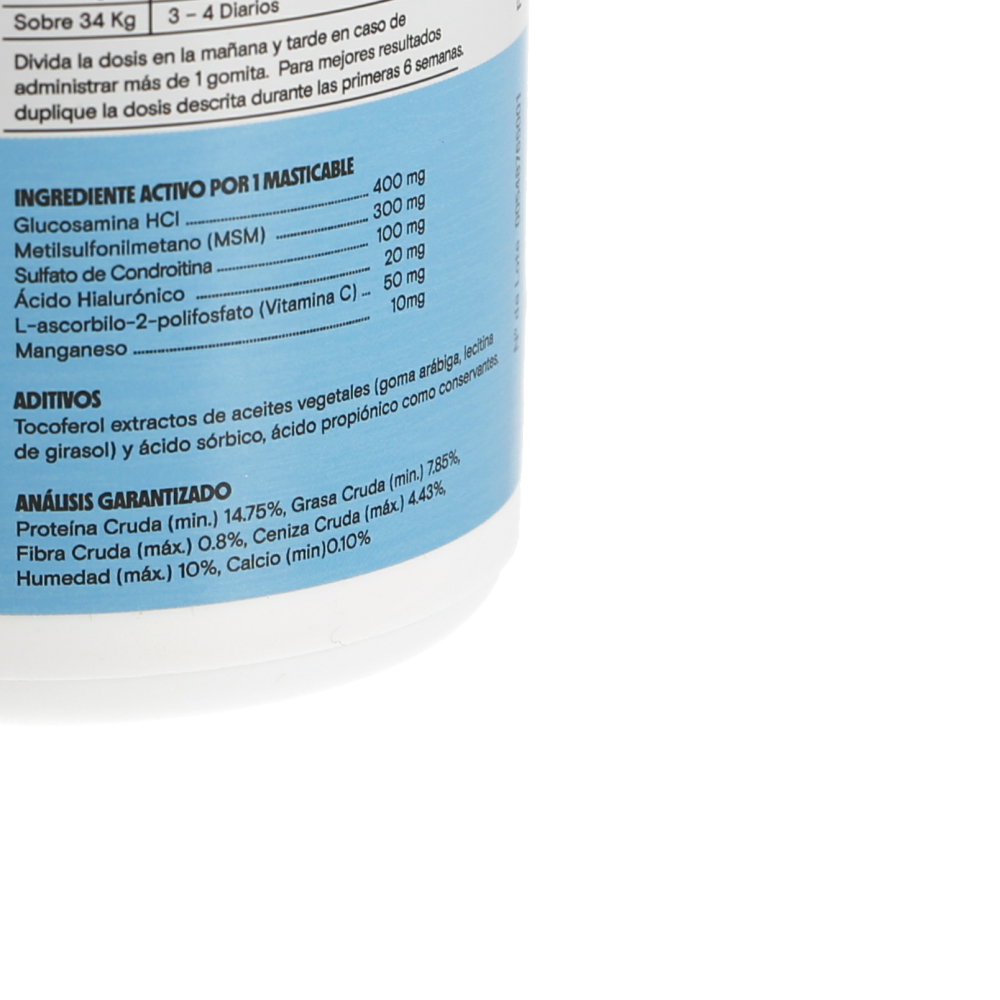 Sobre 34 Kg 3 – 4 Diarios
Divida la dosis en la mañana y tarde en caso de
administrar más de 1 gomita. Para mejores resultados
duplique la dosis descrita durante las primeras 6 semanas.
INGREDIENTE ACTIVO POR 1 MASTICABLE
Glucosamina HCl 400 mg
Metilsulfonilmetano (MSM) 300 mg
Sulfato de Condroitina 100 mg
Ácido Hialurónico 20 mg
L-ascorbilo-2-polifosfato (Vitamina C) 50 mg
Manganeso 10mg
ADITIVOS
Tocoferol extractos de aceites vegetales (goma arábiga, lecitina
de girasol) y ácido sórbico, ácido propiónico como conservantes.
ANÁLISIS GARANTIZADO
Proteína Cruda (min.) 14.75%, Grasa Cruda (min.) 7.85%,
Fibra Cruda (máx.) 0.8%, Ceniza Cruda (máx.) 4.43%,
Humedad (máx.) 10%, Calcio (min)0.10%